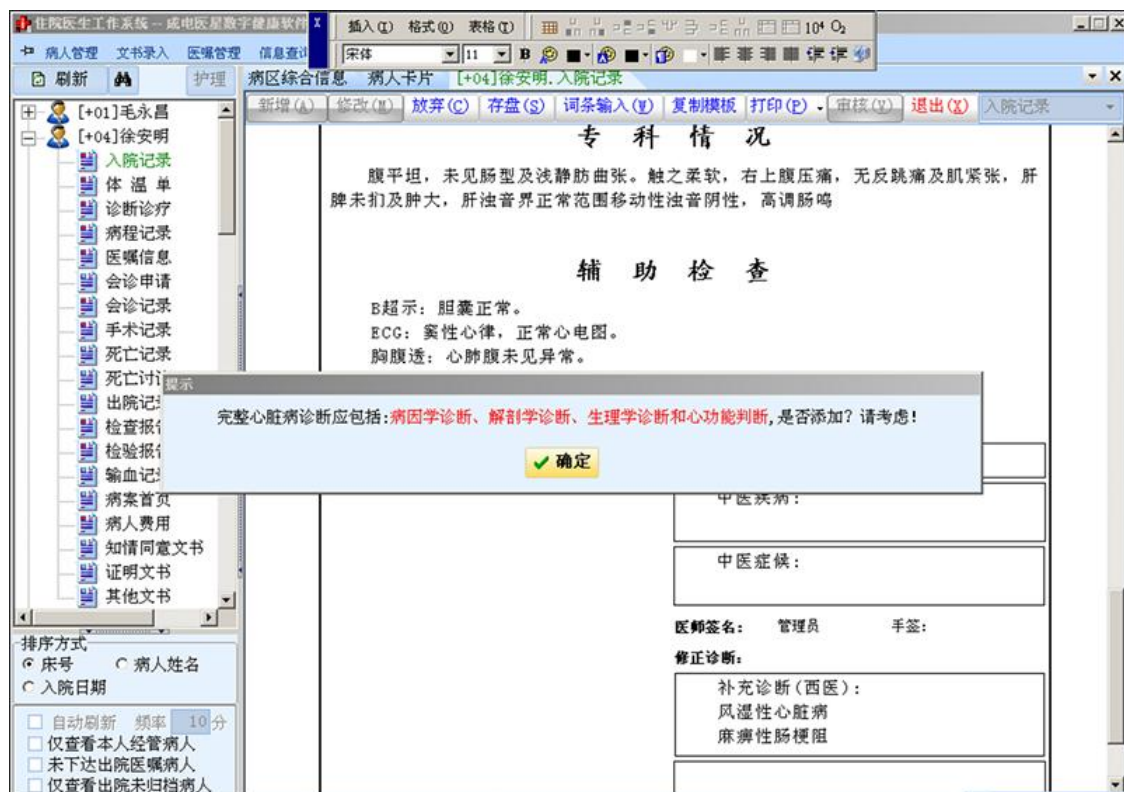 住院医生工作系统 -- 成电医星数字健康软件
病人管理 文书录入 医嘱管理 信息查询
插入(I) 格式(O) 表格(T) 10⁴ O₂
宋体 11 B
刷新 护理
病区综合信息 病人卡片 [+04]徐安明.入院记录
新增(A) 修改(M) 放弃(C) 存盘(S) 词条输入(W) 复制模板 打印(P) 审核(V) 退出(X) 入院记录
[+01]毛永昌
[+04]徐安明
入院记录
体 温 单
诊断诊疗
病程记录
医嘱信息
会诊申请
会诊记录
手术记录
死亡记录
死亡讨
出院记
检查报
检验报
输血记
病案首页
病人费用
知情同意文书
证明文书
其他文书
排序方式
床号 病人姓名
入院日期
自动刷新 频率 10 分
仅查看本人经管病人
未下达出院医嘱病人
仅查看出院未归档病人
专 科 情 况
腹平坦，未见肠型及浅静肪曲张。触之柔软，右上腹压痛，无反跳痛及肌紧张，肝
脾未扪及肿大，肝浊音界正常范围移动性浊音阴性，高调肠鸣
辅 助 检 查
B超示：胆囊正常。
ECG：窦性心律，正常心电图。
胸腹透：心肺腹未见异常。
提示
完整心脏病诊断应包括:病因学诊断、解剖学诊断、生理学诊断和心功能判断,是否添加？请考虑！
确定
中医疾病：
中医症候：
医师签名： 管理员 手签：
修正诊断：
补充诊断(西医)：
风湿性心脏病
麻痹性肠梗阻